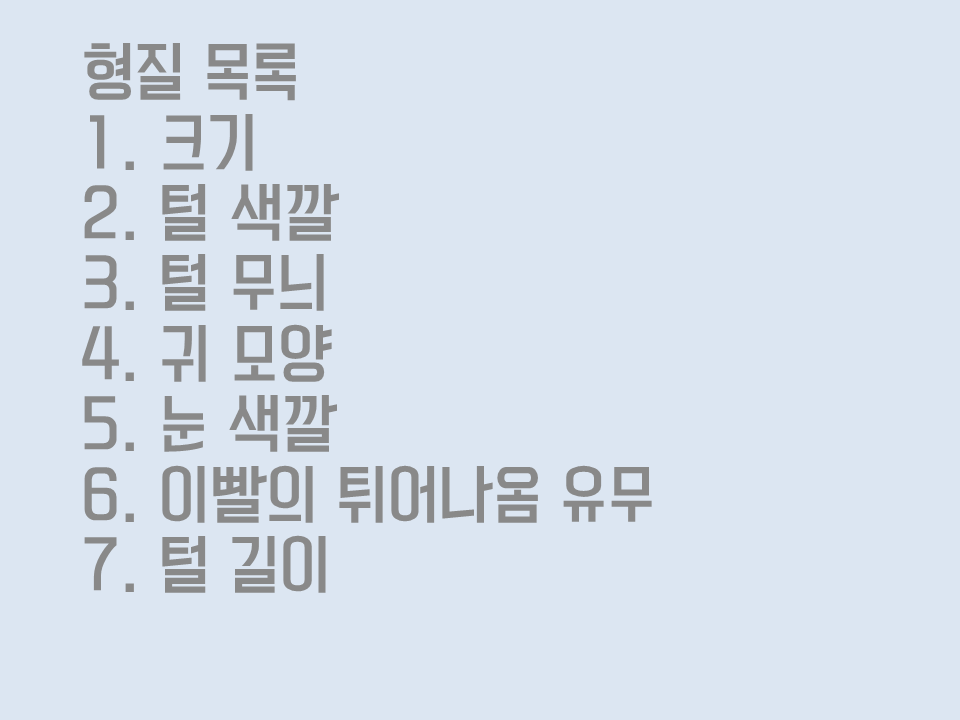 형질 목록
1. 크기
2. 털 색깔
3. 털 무늬
4. 귀 모양
5. 눈 색깔
6. 이빨의 튀어나옴 유무
7. 털 길이